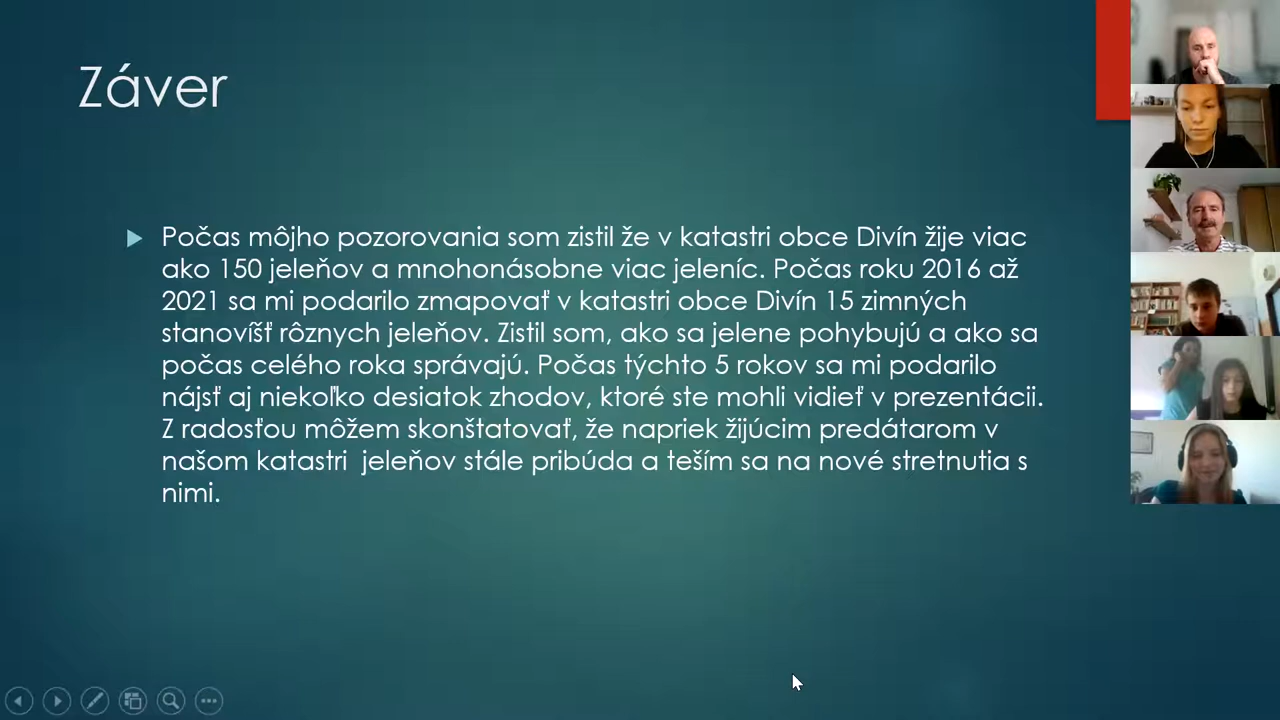 Záver
Počas môjho pozorovania som zistil že v katastri obce Divín žije viac
ako 150 jeleňov a mnohonásobne viac jeleníc. Počas roku 2016 až
2021 sa mi podarilo zmapovať v katastri obce Divín 15 zimných
stanovíšť rôznych jeleňov. Zistil som, ako sa jelene pohybujú a ako sa
počas celého roka správajú. Počas týchto 5 rokov sa mi podarilo
nájsť aj niekoľko desiatok zhodov, ktoré ste mohli vidieť v prezentácii.
Z radosťou môžem skonštatovať, že napriek žijúcim predátarom v
našom katastri  jeleňov stále pribúda a teším sa na nové stretnutia s
nimi.